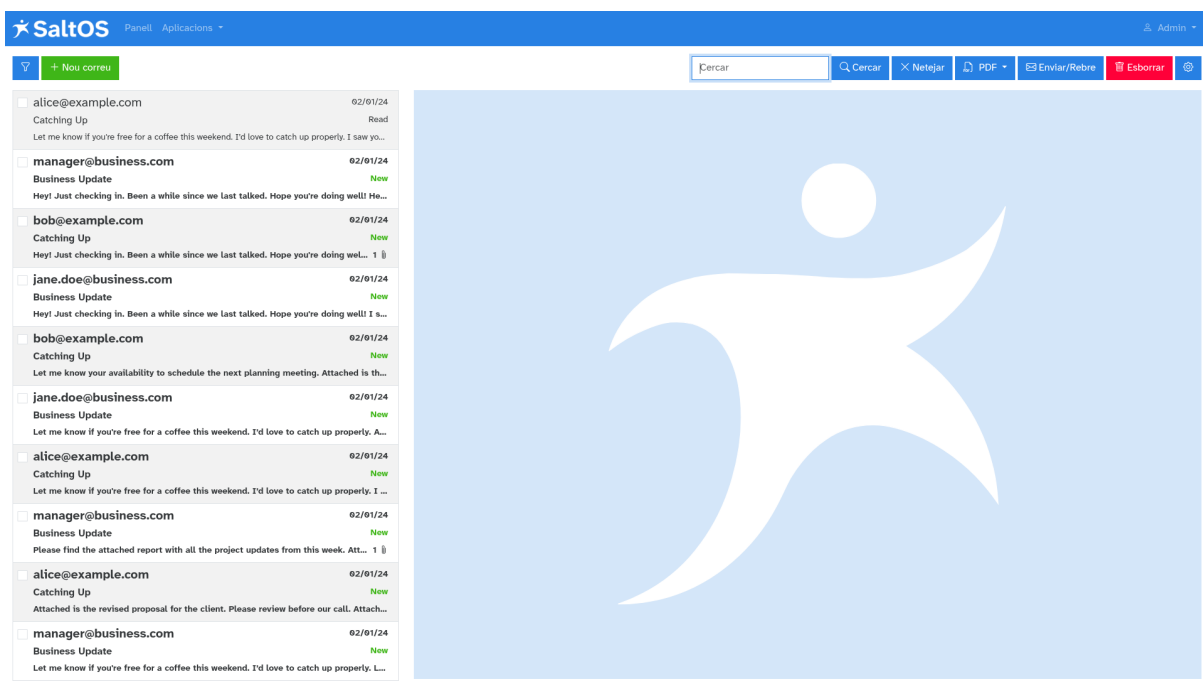 SaltOS Panell Aplicacions Admin
+ Nou correu Cercar Cercar Netejar PDF Enviar/Rebre Esborrar
alice@example.com 02/01/24
Catching Up Read
Let me know if you're free for a coffee this weekend. I'd love to catch up properly. I saw yo...
manager@business.com 02/01/24
Business Update New
Hey! Just checking in. Been a while since we last talked. Hope you're doing well! He...
bob@example.com 02/01/24
Catching Up New
Hey! Just checking in. Been a while since we last talked. Hope you're doing wel... 1
jane.doe@business.com 02/01/24
Business Update New
Hey! Just checking in. Been a while since we last talked. Hope you're doing well! I s...
bob@example.com 02/01/24
Catching Up New
Let me know your availability to schedule the next planning meeting. Attached is th...
jane.doe@business.com 02/01/24
Business Update New
Let me know if you're free for a coffee this weekend. I'd love to catch up properly. A...
alice@example.com 02/01/24
Catching Up New
Let me know if you're free for a coffee this weekend. I'd love to catch up properly. I ...
manager@business.com 02/01/24
Business Update New
Please find the attached report with all the project updates from this week. Att... 1
alice@example.com 02/01/24
Catching Up New
Attached is the revised proposal for the client. Please review before our call. Attach...
manager@business.com 02/01/24
Business Update New
Let me know if you're free for a coffee this weekend. I'd love to catch up properly. L...